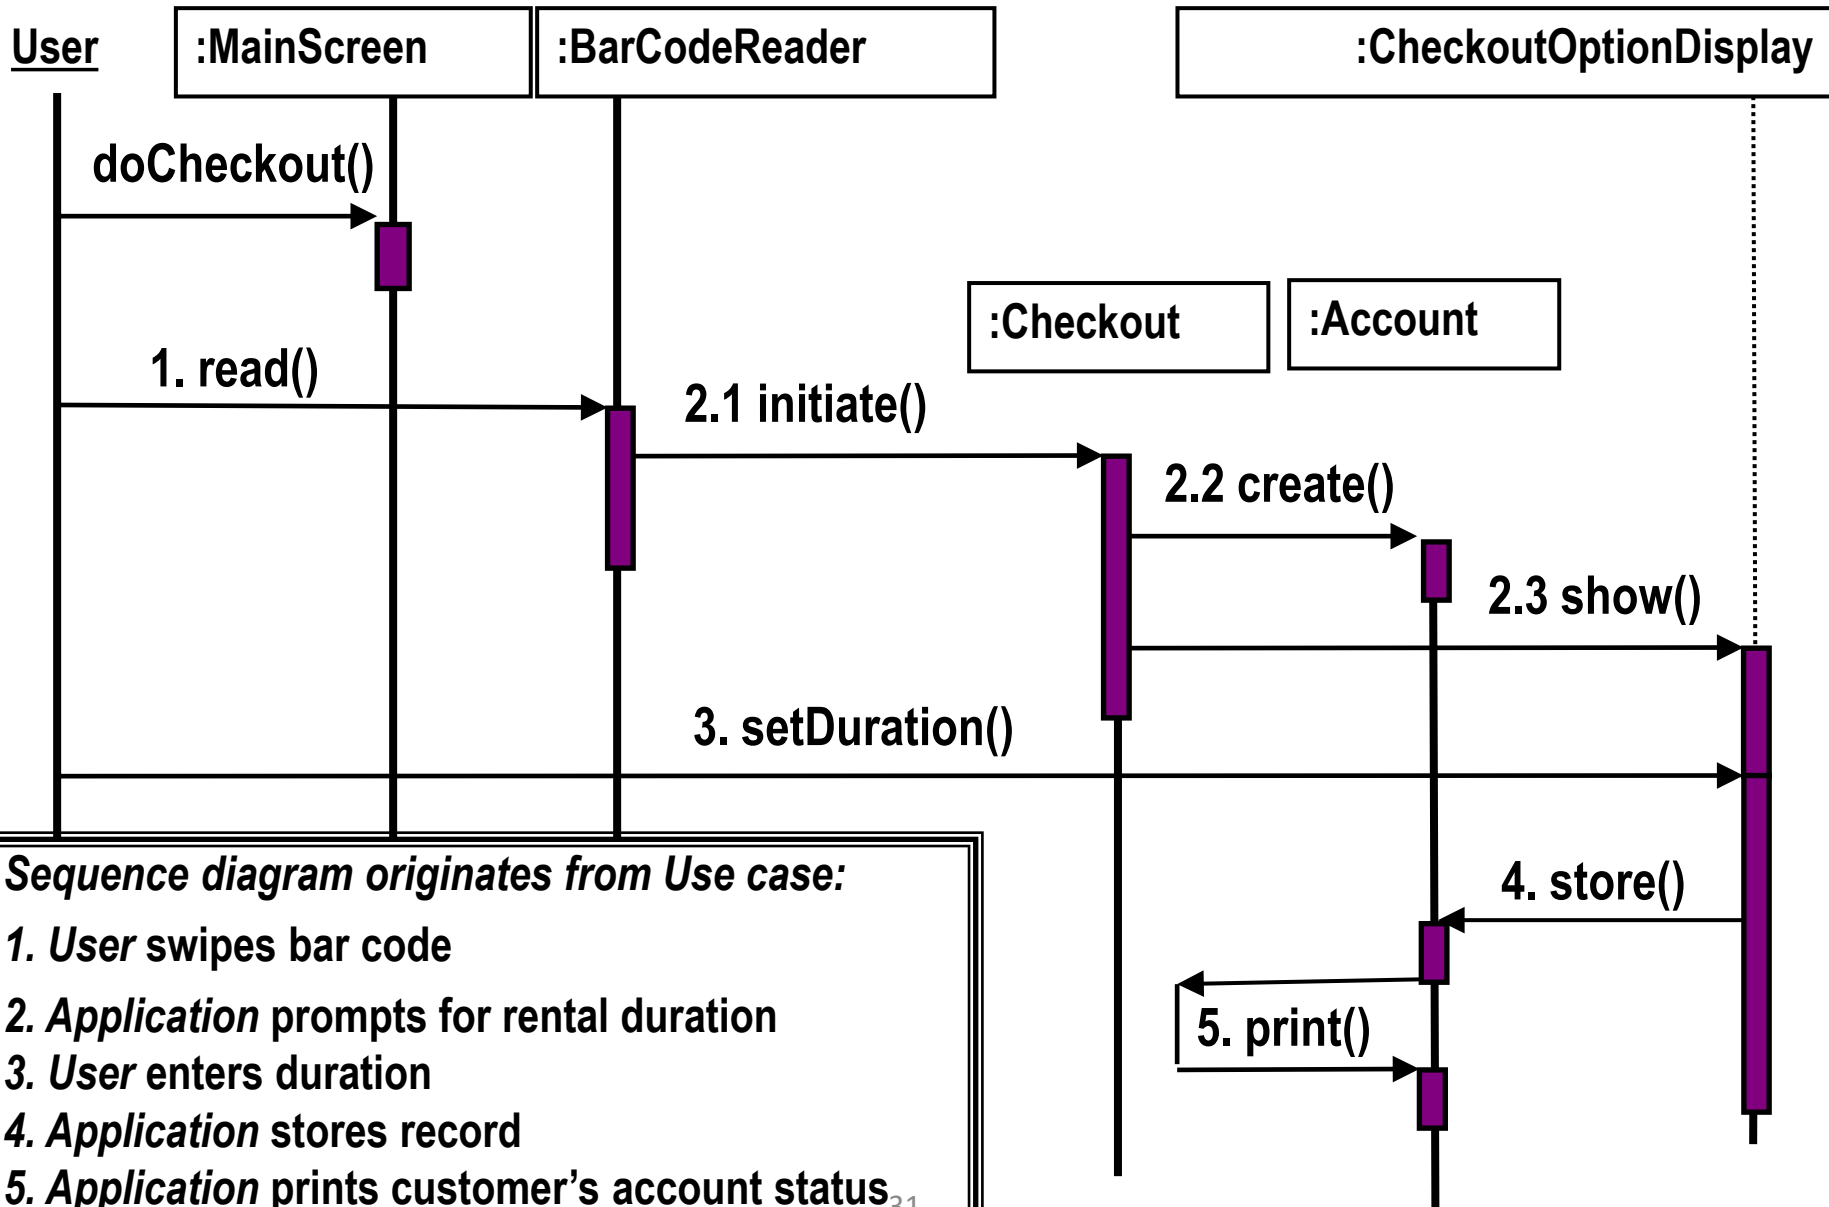 User
:MainScreen
:BarCodeReader
:CheckoutOptionDisplay
doCheckout()
:Checkout
:Account
1. read()
2.1 initiate()
2.2 create()
2.3 show()
3. setDuration()
4. store()
5. print()
Sequence diagram originates from Use case:
1. User swipes bar code
2. Application prompts for rental duration
3. User enters duration
4. Application stores record
5. Application prints customer’s account status
31